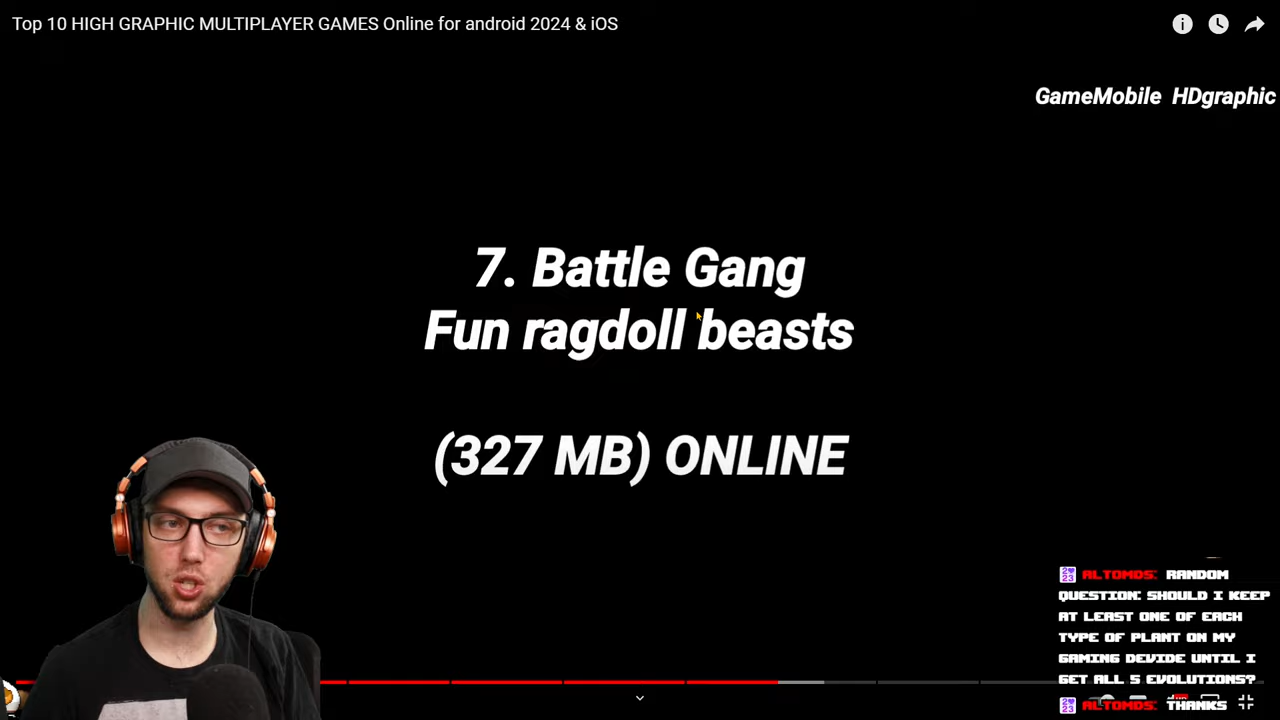 Top 10 HIGH GRAPHIC MULTIPLAYER GAMES Online for android 2024 & iOS
GameMobile HDgraphic
7. Battle Gang
Fun ragdoll beasts
(327 MB) ONLINE
ALTOMDS: RANDOM
QUESTION: SHOULD I KEEP
AT LEAST ONE OF EACH
TYPE OF PLANT ON MY
GAMING DEVIDE UNTIL I
GET ALL 5 EVOLUTIONS?
ALTOMDS: THANKS